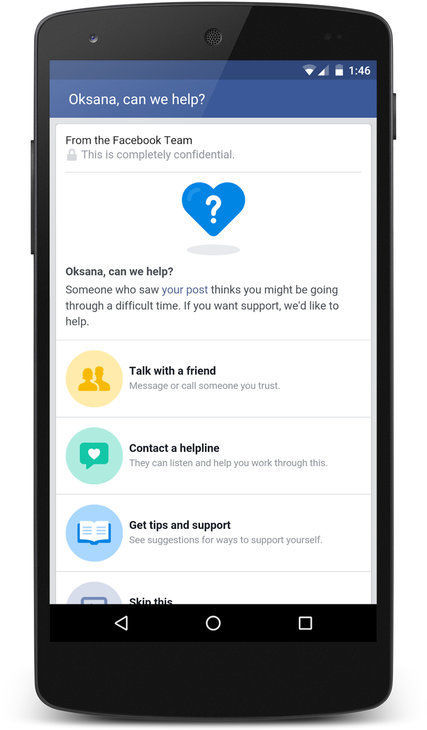 1:46
Oksana, can we help?
From the Facebook Team
This is completely confidential.
?
Oksana, can we help?
Someone who saw your post thinks you might be going
through a difficult time. If you want support, we'd like to
help.
Talk with a friend
Message or call someone you trust.
Contact a helpline
They can listen and help you work through this.
Get tips and support
See suggestions for ways to support yourself.
Skip this